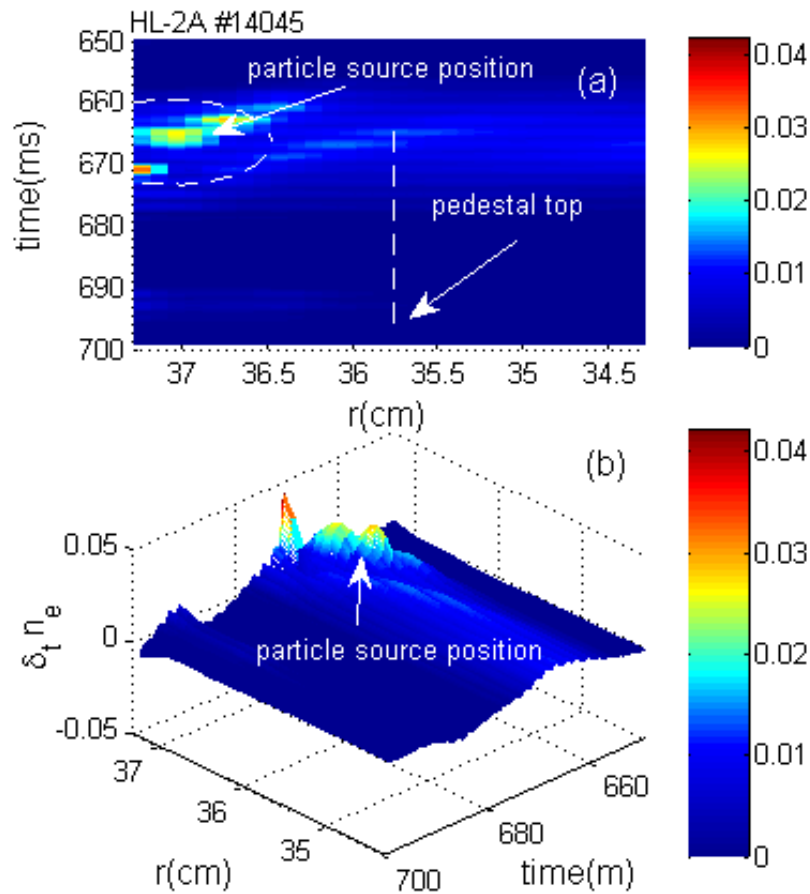 HL-2A #14045
650
660
670
680
690
700
time(ms)
particle source position
(a)
pedestal top
37
36.5
36
35.5
35
34.5
r(cm)
0.04
0.03
0.02
0.01
0
(b)
0.05
0
-0.05
δt ne
particle source position
37
36
35
r(cm)
700
680
660
time(m)
0.04
0.03
0.02
0.01
0